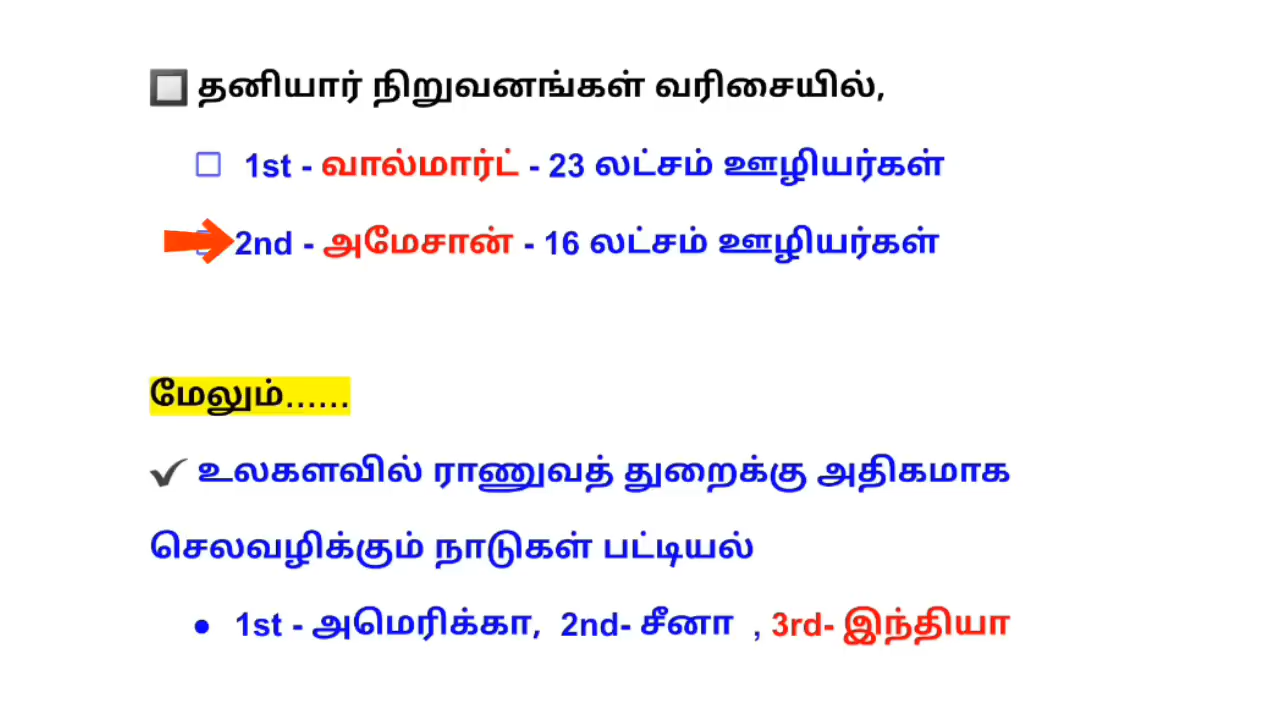 தனியார் நிறுவனங்கள் வரிசையில்,
1st - வால்மார்ட் - 23 லட்சம் ஊழியர்கள்
2nd - அமேசான் - 16 லட்சம் ஊழியர்கள்
மேலும்......
✔ உலகளவில் ராணுவத் துறைக்கு அதிகமாக
செலவழிக்கும் நாடுகள் பட்டியல்
● 1st - அமெரிக்கா, 2nd- சீனா , 3rd- இந்தியா